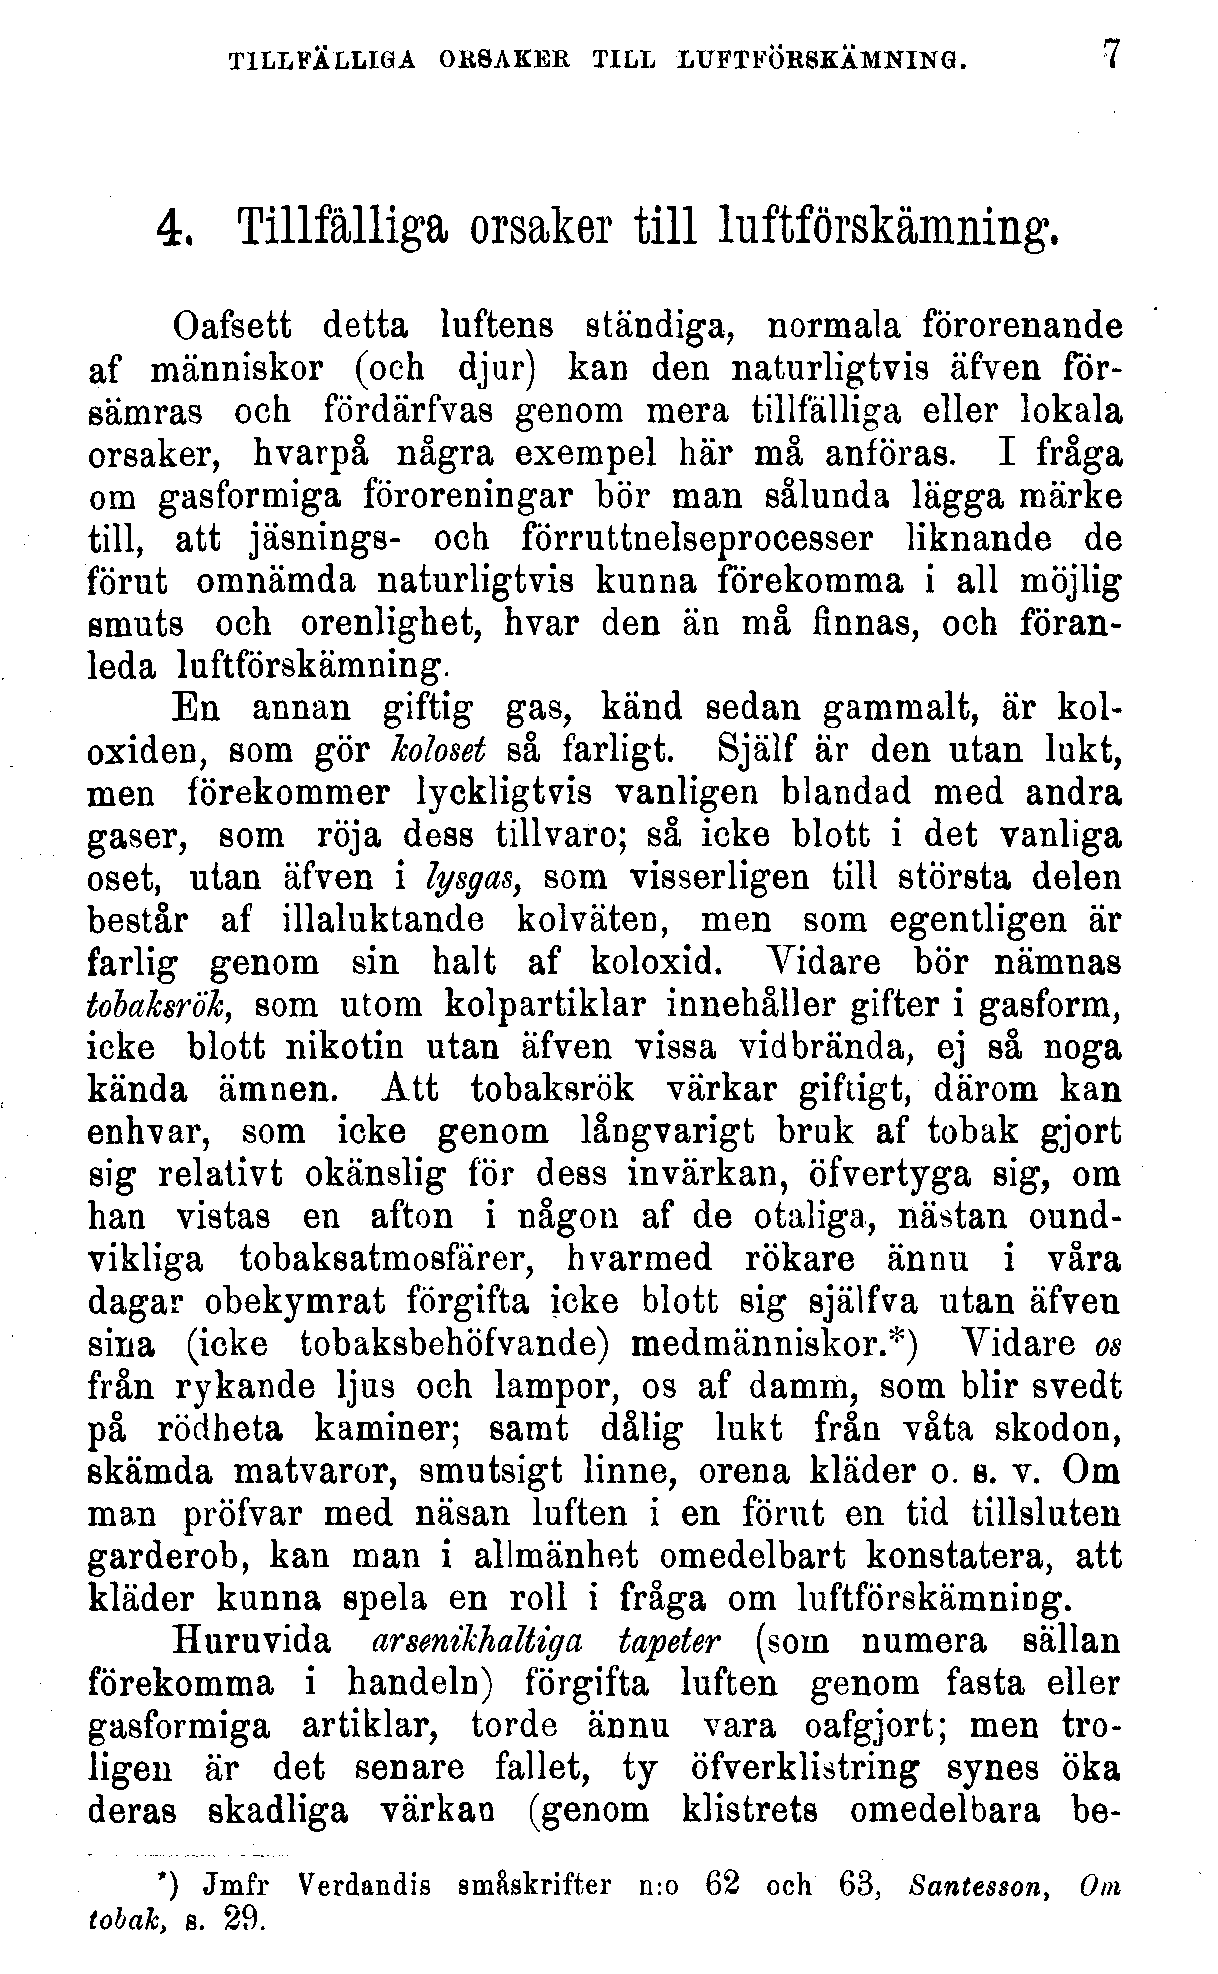 TILLFÄLLIGA ORSAKER TILL LUFTFÖRSKÄMNING. 7
4. Tillfälliga orsaker till luftförskämning.
Oafsett detta luftens ständiga, normala förorenande
af människor (och djur) kan den naturligtvis äfven för-
sämras och fördärfvas genom mera tillfälliga eller lokala
orsaker, hvarpå några exempel här må anföras. I fråga
om gasformiga föroreningar bör man sålunda lägga märke
till, att jäsnings- och förruttnelseprocesser liknande de
förut omnämda naturligtvis kunna förekomma i all möjlig
smuts och orenlighet, hvar den än må finnas, och föran-
leda luftförskämning.
En annan giftig gas, känd sedan gammalt, är kol-
oxiden, som gör koloset så farligt. Själf är den utan lukt,
men förekommer lyckligtvis vanligen blandad med andra
gaser, som röja dess tillvaro; så icke blott i det vanliga
oset, utan äfven i lysgas, som visserligen till största delen
består af illaluktande kolväten, men som egentligen är
farlig genom sin halt af koloxid. Vidare bör nämnas
tobaksrök, som utom kolpartiklar innehåller gifter i gasform,
icke blott nikotin utan äfven vissa vidbrända, ej så noga
kända ämnen. Att tobaksrök värkar giftigt, därom kan
enhvar, som icke genom långvarigt bruk af tobak gjort
sig relativt okänslig för dess invärkan, öfvertyga sig, om
han vistas en afton i någon af de otaliga, nästan ound-
vikliga tobaksatmosfärer, hvarmed rökare ännu i våra
dagar obekymrat förgifta icke blott sig själfva utan äfven
sina (icke tobaksbehöfvande) medmänniskor.*) Vidare os
från rykande ljus och lampor, os af damm, som blir svedt
på rödheta kaminer; samt dålig lukt från våta skodon,
skämda matvaror, smutsigt linne, orena kläder o. s. v. Om
man pröfvar med näsan luften i en förut en tid tillsluten
garderob, kan man i allmänhet omedelbart konstatera, att
kläder kunna spela en roll i fråga om luftförskämning.
Huruvida arsenikhaltiga tapeter (som numera sällan
förekomma i handeln) förgifta luften genom fasta eller
gasformiga artiklar, torde ännu vara oafgjort; men tro-
ligen är det senare fallet, ty öfverklistring synes öka
deras skadliga värkan (genom klistrets omedelbara be-
*) Jmfr Verdandis småskrifter n:o 62 och 63, Santesson, Om
tobak, s. 29.